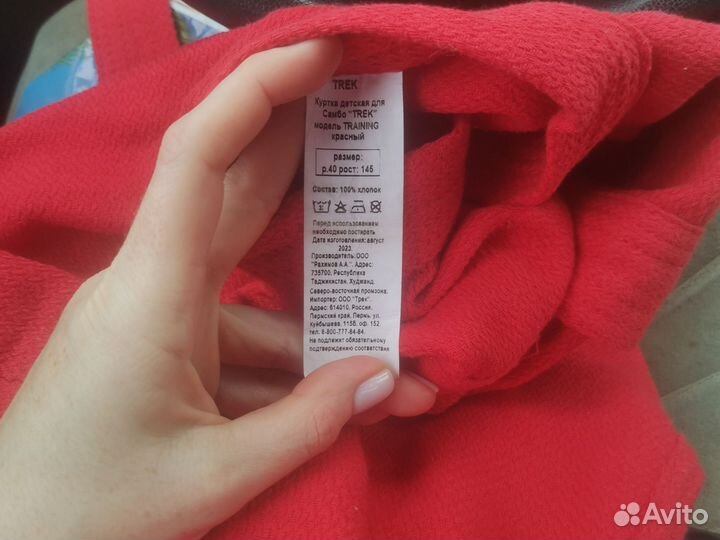 TREK
Куртка детская для
Самбо "TREK"
модель TRAINING
красный
размер:
р.40 рост: 145
Состав: 100% хлопок
Перед использованием
необходимо постирать
Дата изготовления: август
2023.
Производитель:ООО
"Рахимов А.А.". Адрес:
735700, Республика
Таджикистан. Худжанд.
Северо-восточная промзона.
Импортер: ООО "Трек".
Адрес: 614010, Россия.
Пермский край, Пермь, ул.
Куйбышева, 115В, оф. 152
тел. 8-800-777-84-84.
Не подлежит обязательной
подтверждению соответствия
Avito